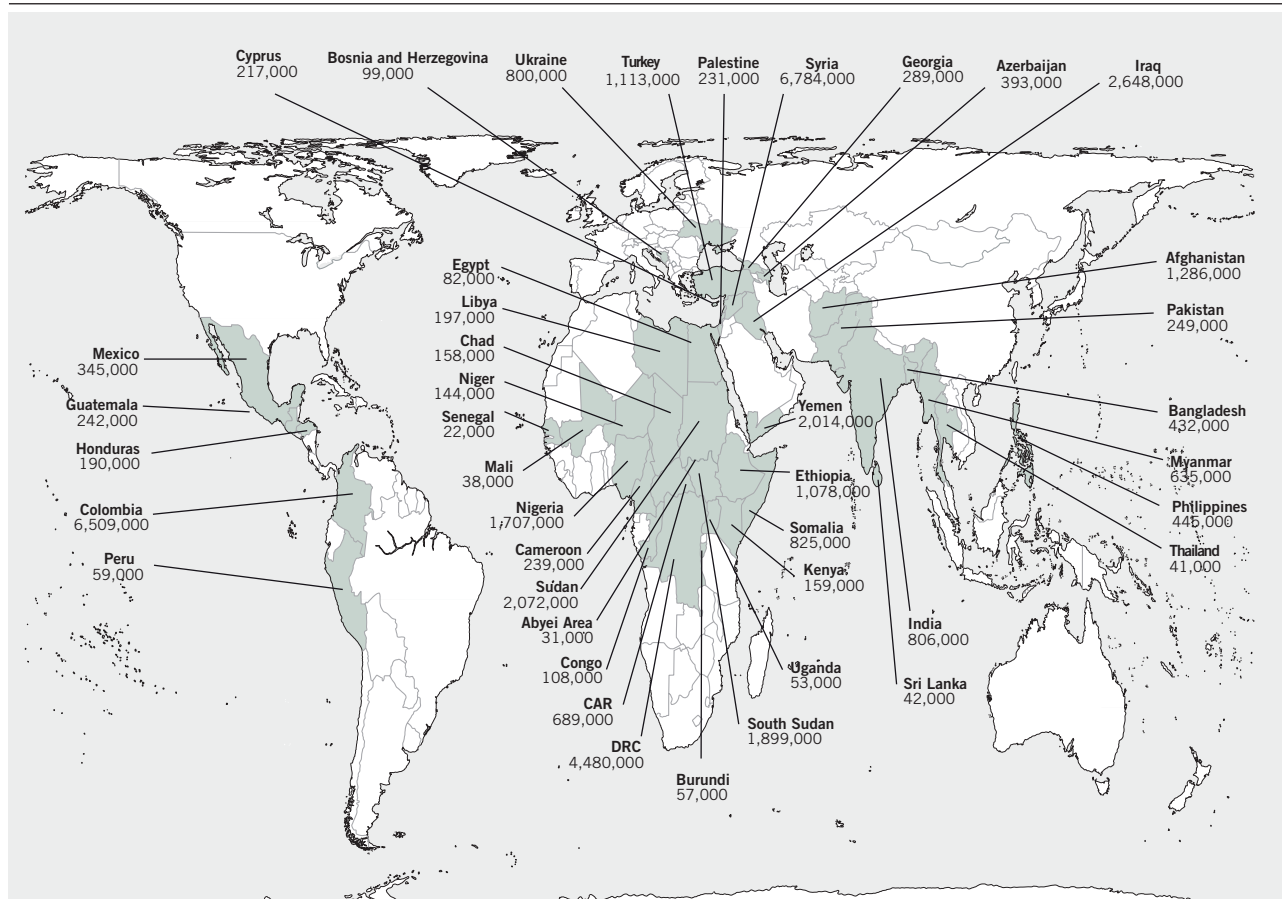 Cyprus
217,000
Bosnia and Herzegovina
99,000
Ukraine
800,000
Turkey
1,113,000
Palestine
231,000
Syria
6,784,000
Georgia
289,000
Azerbaijan
393,000
Iraq
2,648,000
Egypt
82,000
Libya
197,000
Chad
158,000
Niger
144,000
Senegal
22,000
Mali
38,000
Nigeria
1,707,000
Cameroon
239,000
Sudan
2,072,000
Abyei Area
31,000
Congo
108,000
CAR
689,000
DRC
4,480,000
Burundi
57,000
South Sudan
1,899,000
Uganda
53,000
Kenya
159,000
Somalia
825,000
Ethiopia
1,078,000
Yemen
2,014,000
Mexico
345,000
Guatemala
242,000
Honduras
190,000
Colombia
6,509,000
Peru
59,000
Afghanistan
1,286,000
Pakistan
249,000
Bangladesh
432,000
Myanmar
635,000
Philippines
445,000
Thailand
41,000
India
806,000
Sri Lanka
42,000